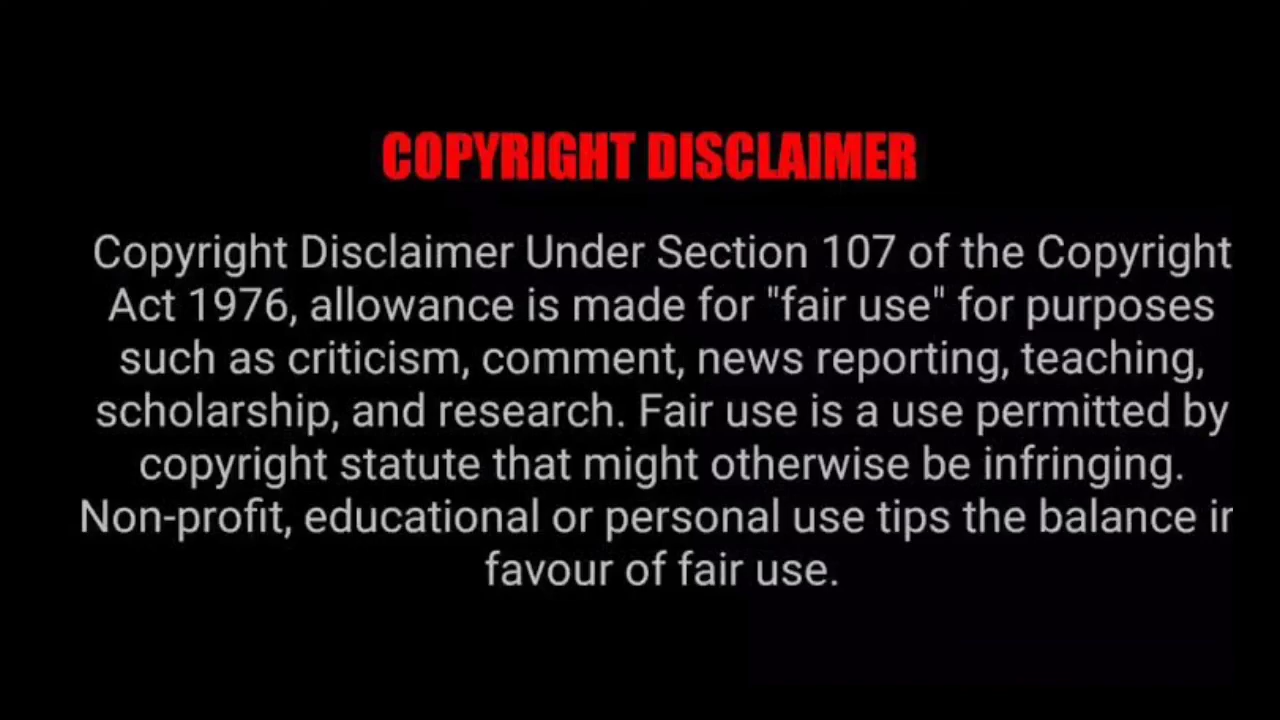 COPYRIGHT DISCLAIMER
Copyright Disclaimer Under Section 107 of the Copyright
Act 1976, allowance is made for "fair use" for purposes
such as criticism, comment, news reporting, teaching,
scholarship, and research. Fair use is a use permitted by
copyright statute that might otherwise be infringing.
Non-profit, educational or personal use tips the balance in
favour of fair use.